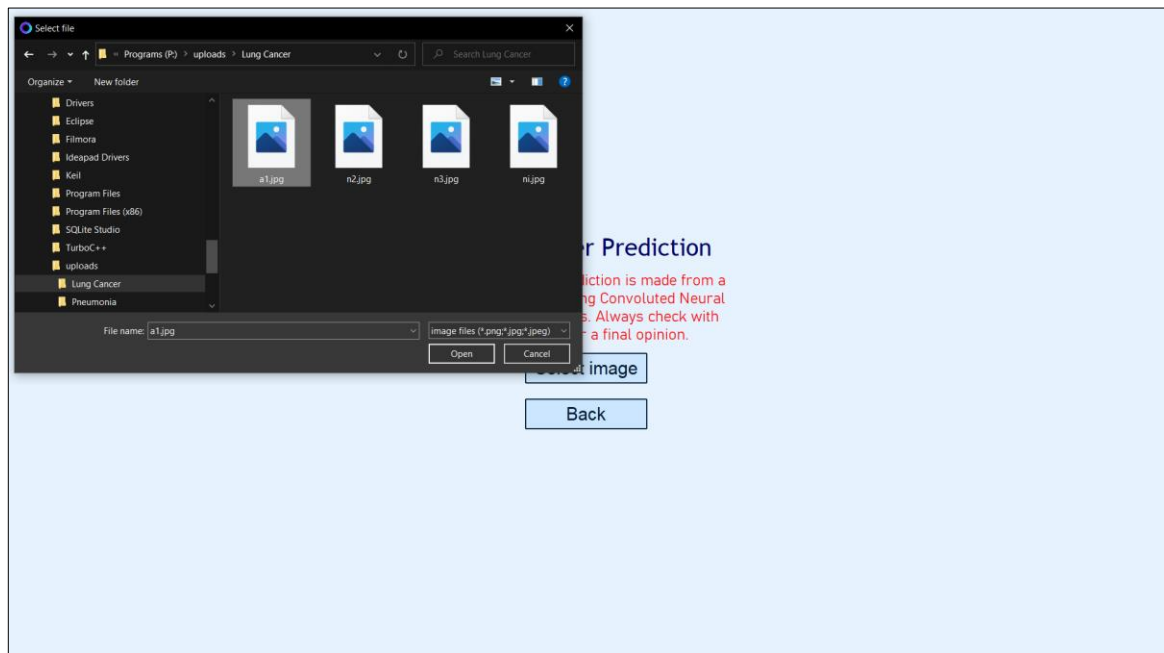 Select file
« Programs (P:) > uploads > Lung Cancer
Search Lung Cancer
Organize
New folder
Drivers
Eclipse
Filmora
Ideapad Drivers
Keil
Program Files
Program Files (x86)
SQLite Studio
TurboC++
uploads
Lung Cancer
Pneumonia
a1.jpg
n2.jpg
n3.jpg
ni.jpg
File name: a1.jpg
image files (*.png;*.jpg;*.jpeg)
Open
Cancel
r Prediction
iction is made from a
ng Convoluted Neural
s. Always check with
a final opinion.
Select image
Back